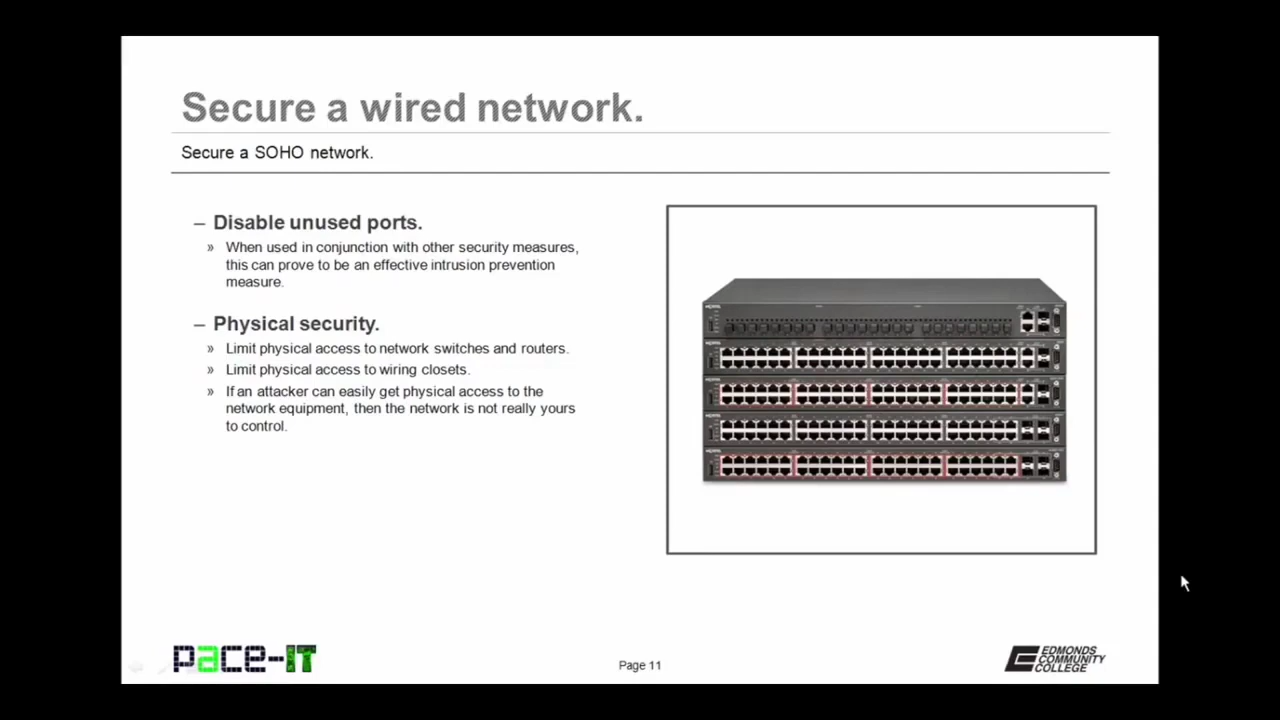 Secure a wired network.
Secure a SOHO network.
– Disable unused ports.
» When used in conjunction with other security measures,
this can prove to be an effective intrusion prevention
measure.
– Physical security.
» Limit physical access to network switches and routers.
» Limit physical access to wiring closets.
» If an attacker can easily get physical access to the
network equipment, then the network is not really yours
to control.
pace-IT
Page 11
EDMONDS
COMMUNITY
COLLEGE